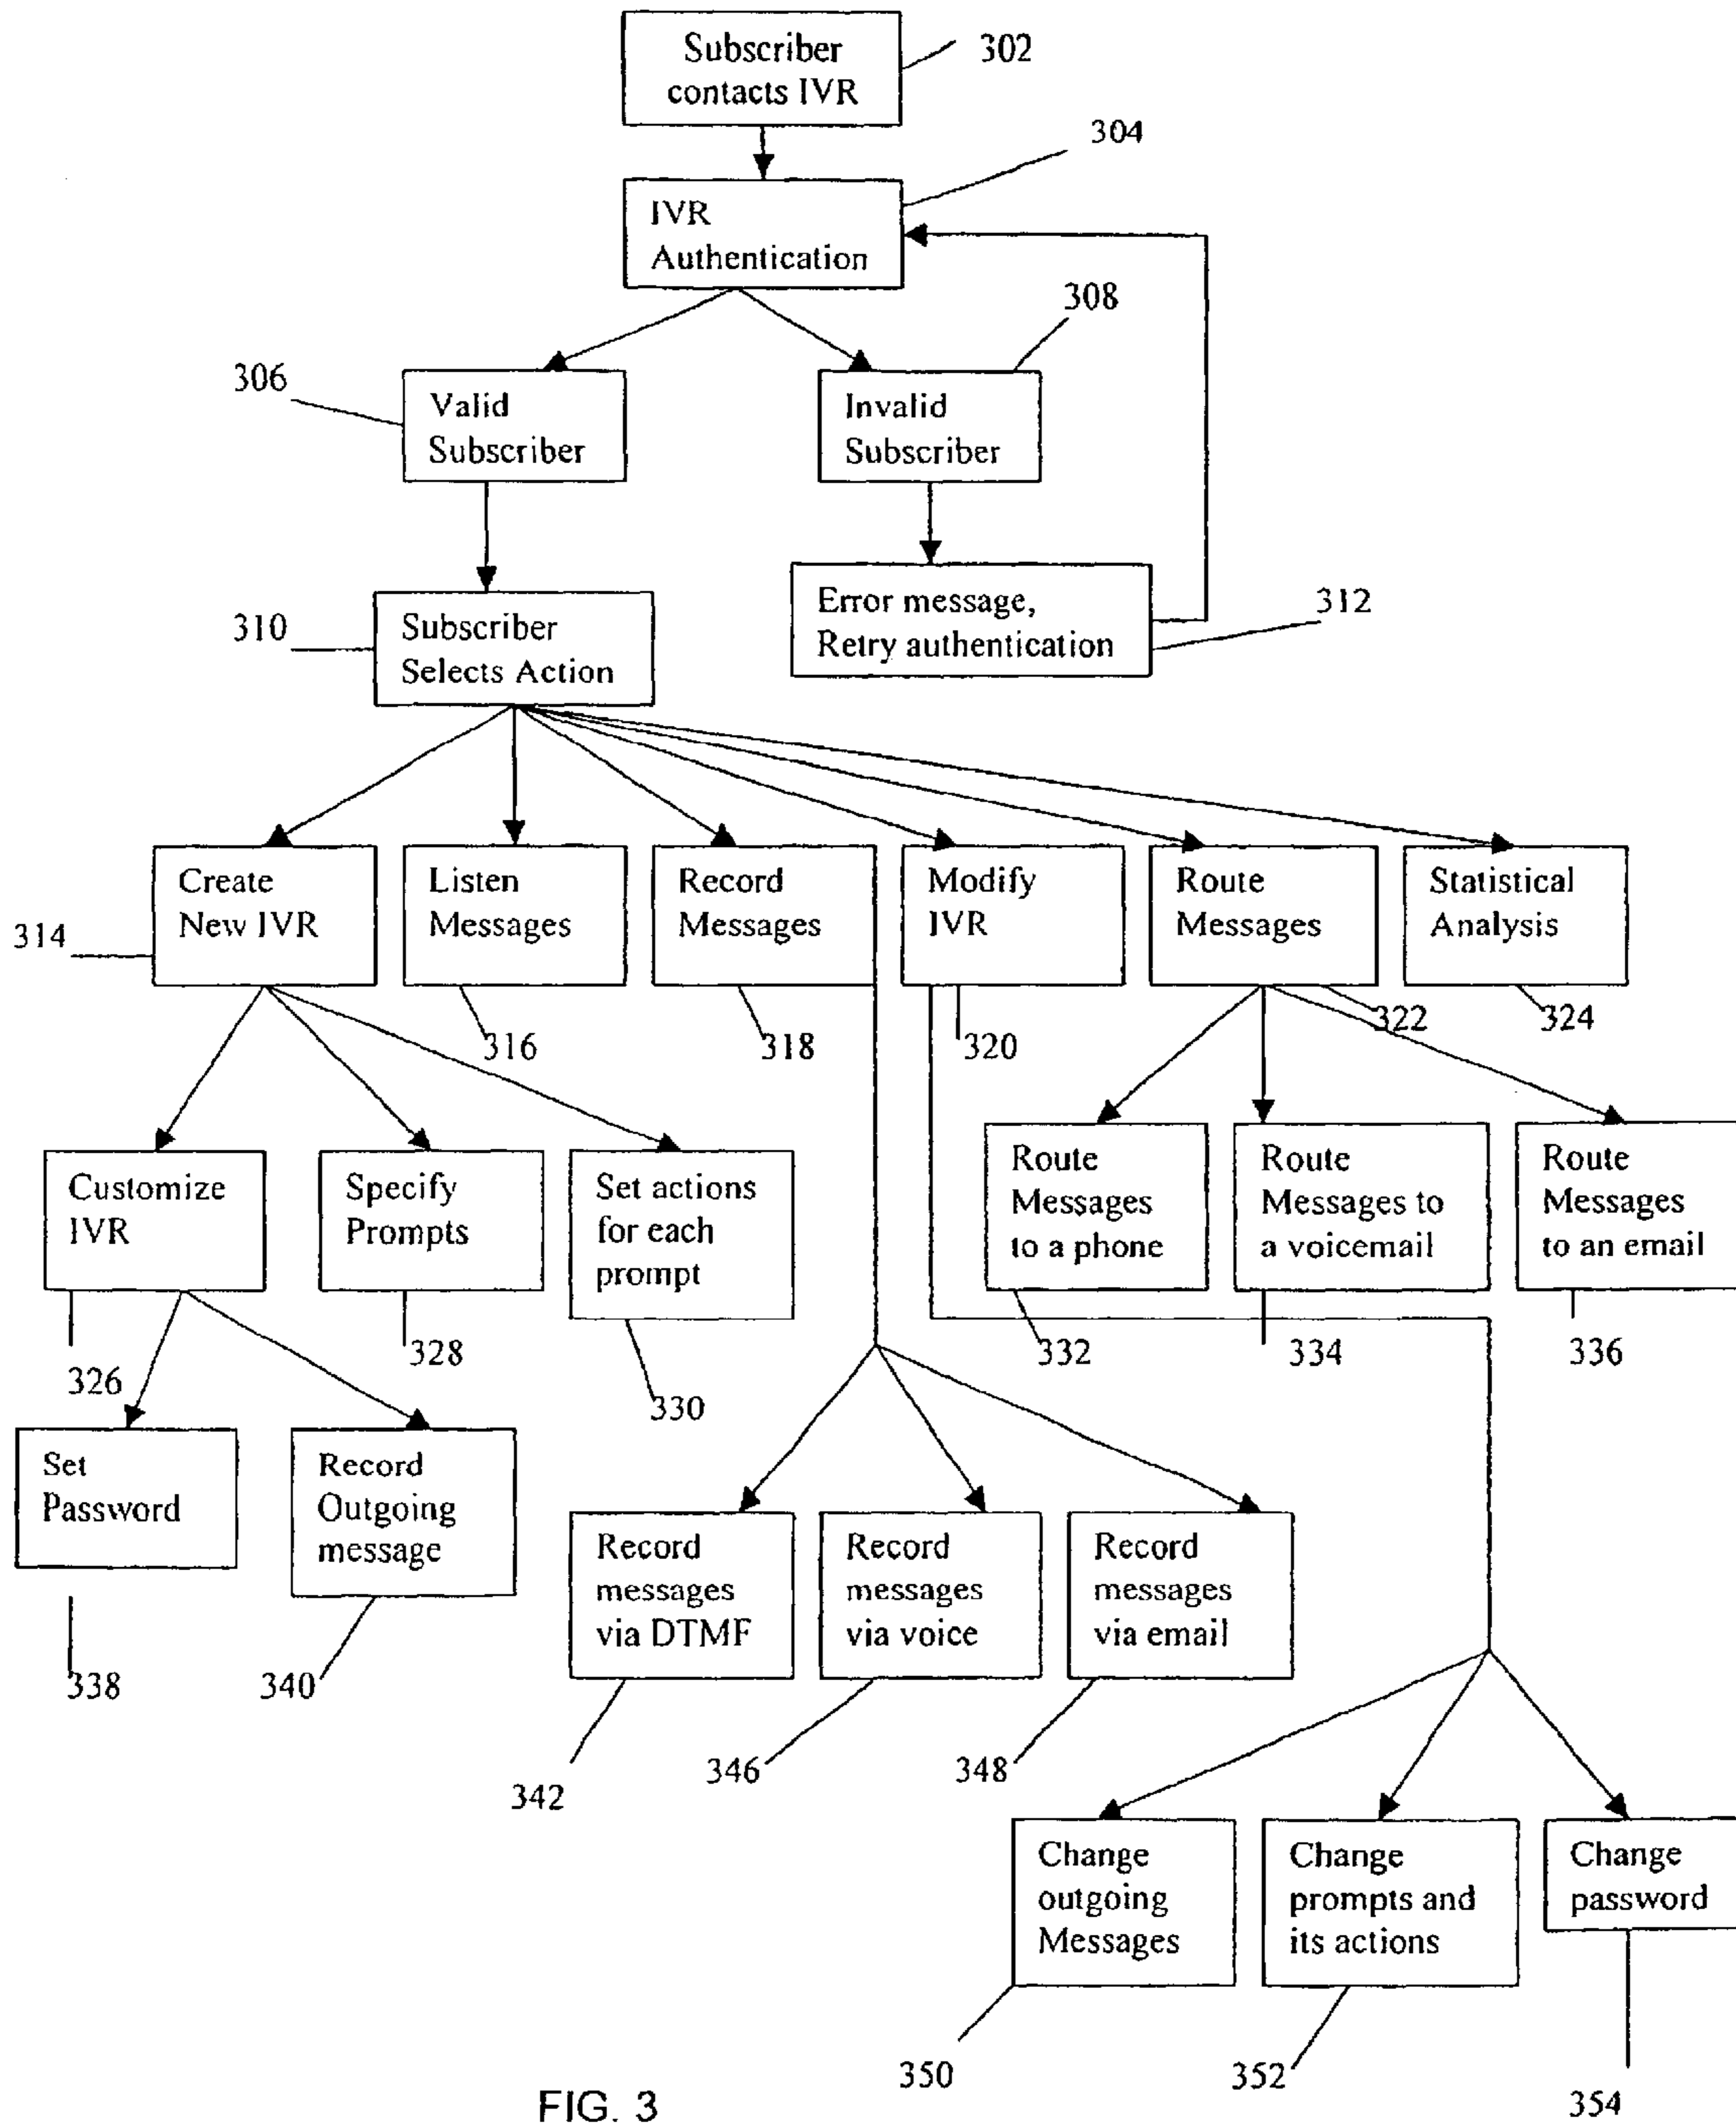 Subscriber
contacts IVR
302
304
IVR
Authentication
308
306
Valid
Subscriber
Invalid
Subscriber
310
Subscriber
Selects Action
Error message,
Retry authentication
312
314
Create
New IVR
Listen
Messages
Record
Messages
Modify
IVR
Route
Messages
Statistical
Analysis
316
318
320
322
324
Customize
IVR
Specify
Prompts
Set actions
for each
prompt
Route
Messages
to a phone
Route
Messages to
a voicemail
Route
Messages
to an email
326
328
330
332
334
336
Set
Password
Record
Outgoing
message
Record
messages
via DTMF
Record
messages
via voice
Record
messages
via email
338
340
342
346
348
Change
outgoing
Messages
Change
prompts and
its actions
Change
password
350
352
354
FIG. 3